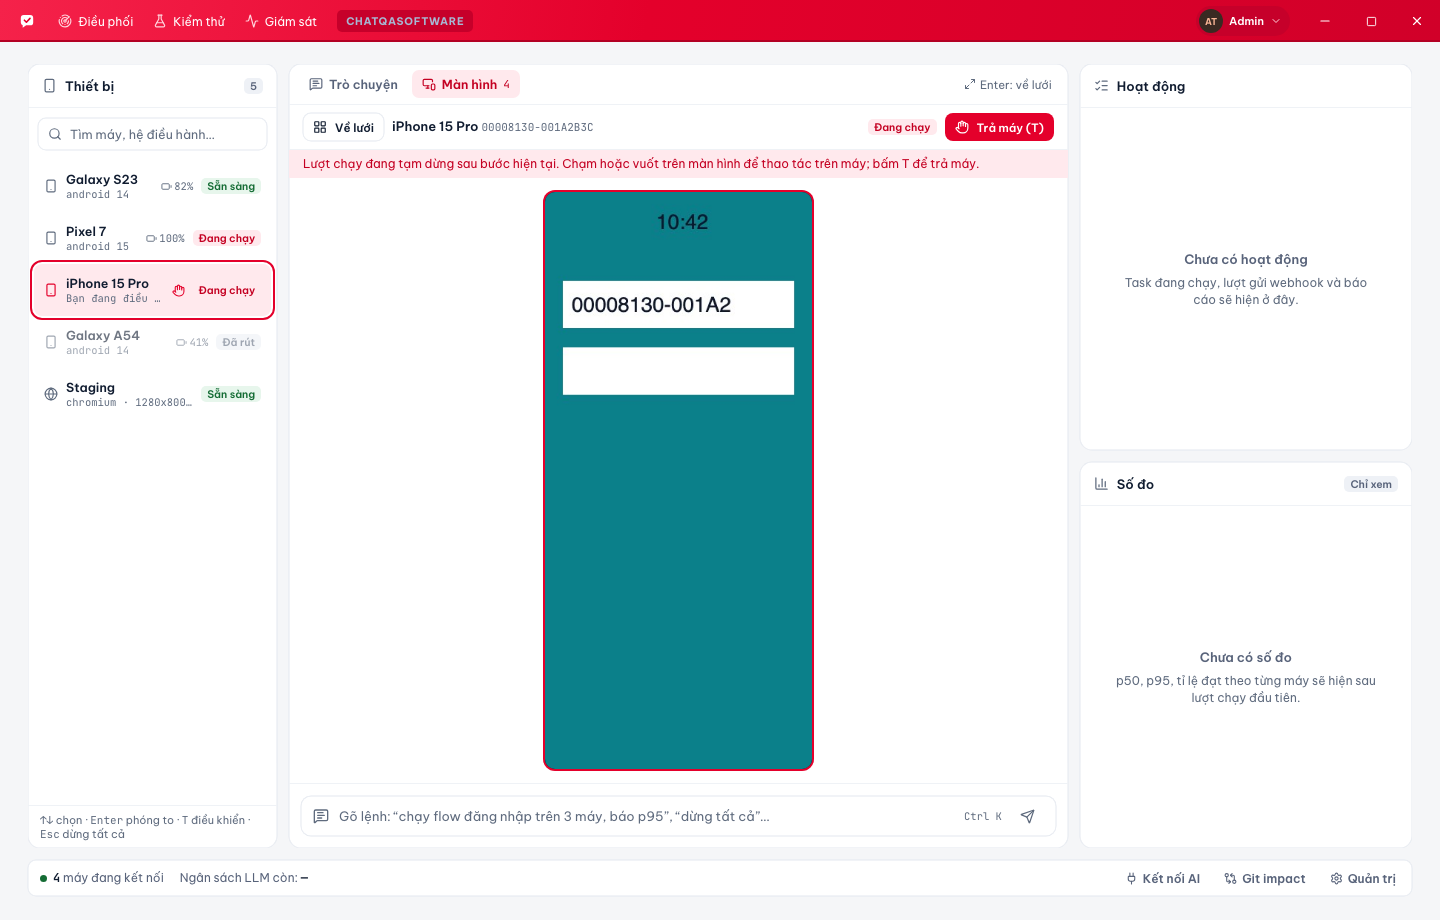 Điều phối
Kiểm thử
Giám sát
CHATQASOFTWARE
AT
Admin
Thiết bị
5
Tìm máy, hệ điều hành...
Galaxy S23
android 14
82%
Sẵn sàng
Pixel 7
android 15
100%
Đang chạy
iPhone 15 Pro
Bạn đang điều …
Đang chạy
Galaxy A54
android 14
41%
Đã rút
Staging
chromium · 1280x800…
Sẵn sàng
↑↓ chọn · Enter phóng to · T điều khiển ·
Esc dừng tất cả
Trò chuyện
Màn hình 4
Enter: về lưới
Về lưới
iPhone 15 Pro 00008130-001A2B3C
Đang chạy
Trả máy (T)
Lượt chạy đang tạm dừng sau bước hiện tại. Chạm hoặc vuốt trên màn hình để thao tác trên máy; bấm T để trả máy.
10:42
00008130-001A2
Gõ lệnh: “chạy flow đăng nhập trên 3 máy, báo p95”, “dừng tất cả”…
Ctrl K
Hoạt động
Chưa có hoạt động
Task đang chạy, lượt gửi webhook và báo
cáo sẽ hiện ở đây.
Số đo
Chỉ xem
Chưa có số đo
p50, p95, tỉ lệ đạt theo từng máy sẽ hiện sau
lượt chạy đầu tiên.
4 máy đang kết nối
Ngân sách LLM còn: —
Kết nối AI
Git impact
Quản trị